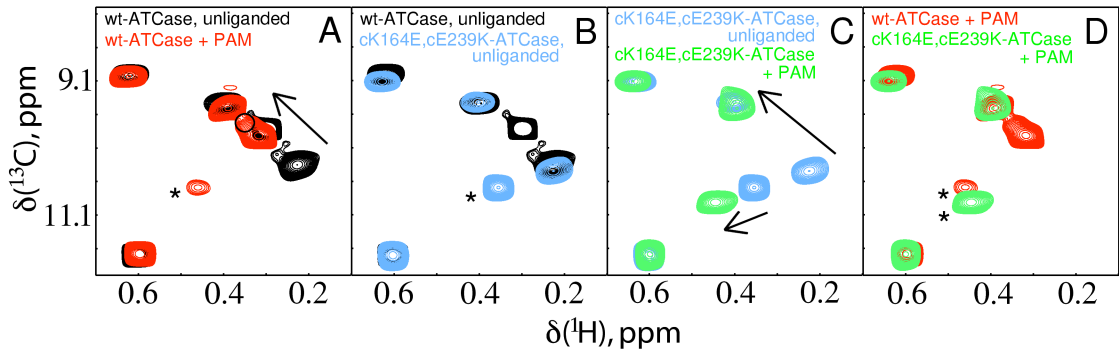 wt-ATCase, unliganded
wt-ATCase + PAM
A
wt-ATCase, unliganded
cK164E,cE239K-ATCase,
unliganded
B
cK164E,cE239K-ATCase,
unliganded
cK164E,cE239K-ATCase
+ PAM
C
wt-ATCase + PAM
cK164E,cE239K-ATCase
+ PAM
D
δ(¹³C), ppm
9.1
11.1
*
*
*
*
0.6 0.4 0.2 0.6 0.4 0.2 0.6 0.4 0.2 0.6 0.4 0.2
δ(¹H), ppm